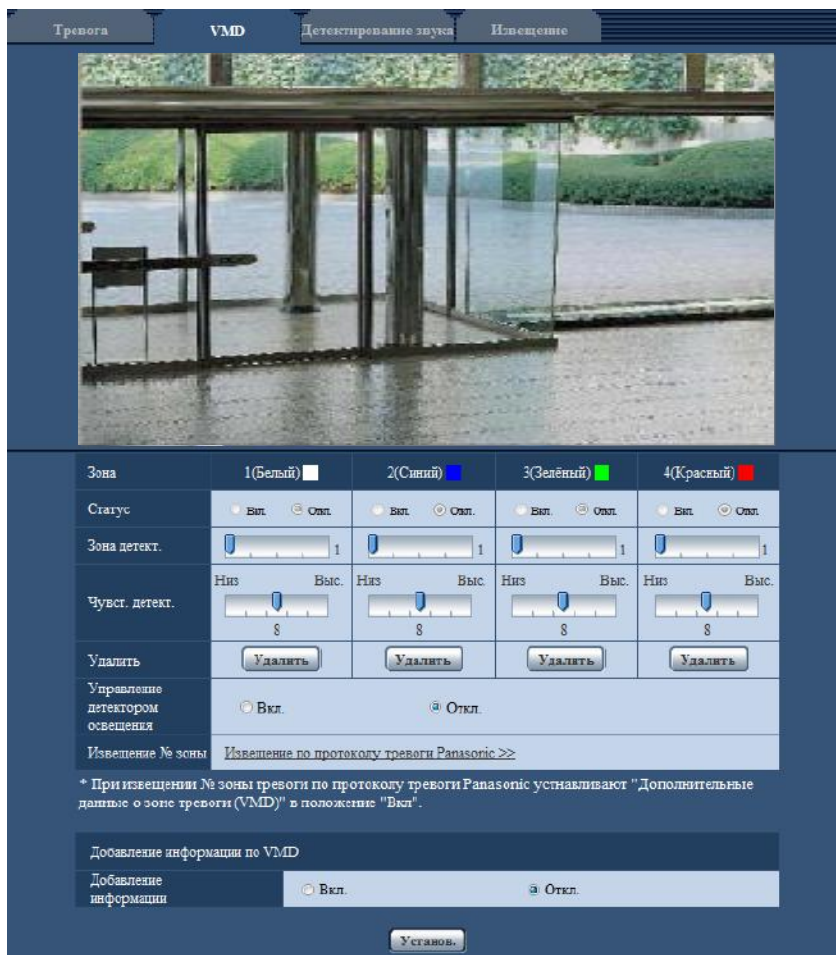 Тревога VMD Детектирование звука Извещение
Зона 1(Белый) 2(Синий) 3(Зелёный) 4(Красный)
Статус Вкл. Откл. Вкл. Откл. Вкл. Откл. Вкл. Откл.
Зона детект. 1 1 1 1
Низ Выс. Низ Выс. Низ Выс. Низ Выс.
Чувст. детект.
8 8 8 8
Удалить Удалить Удалить Удалить Удалить
Управление
детектором
освещения
Вкл. Откл.
Извещение № зоны Извещение по протоколу тревоги Panasonic >>
* При извещении № зоны тревоги по протоколу тревоги Panasonic устнавливают "Дополнительные
данные о зоне тревоги (VMD)" в положение "Вкл".
Добавление информации по VMD
Добавление
информации
Вкл. Откл.
Установ.